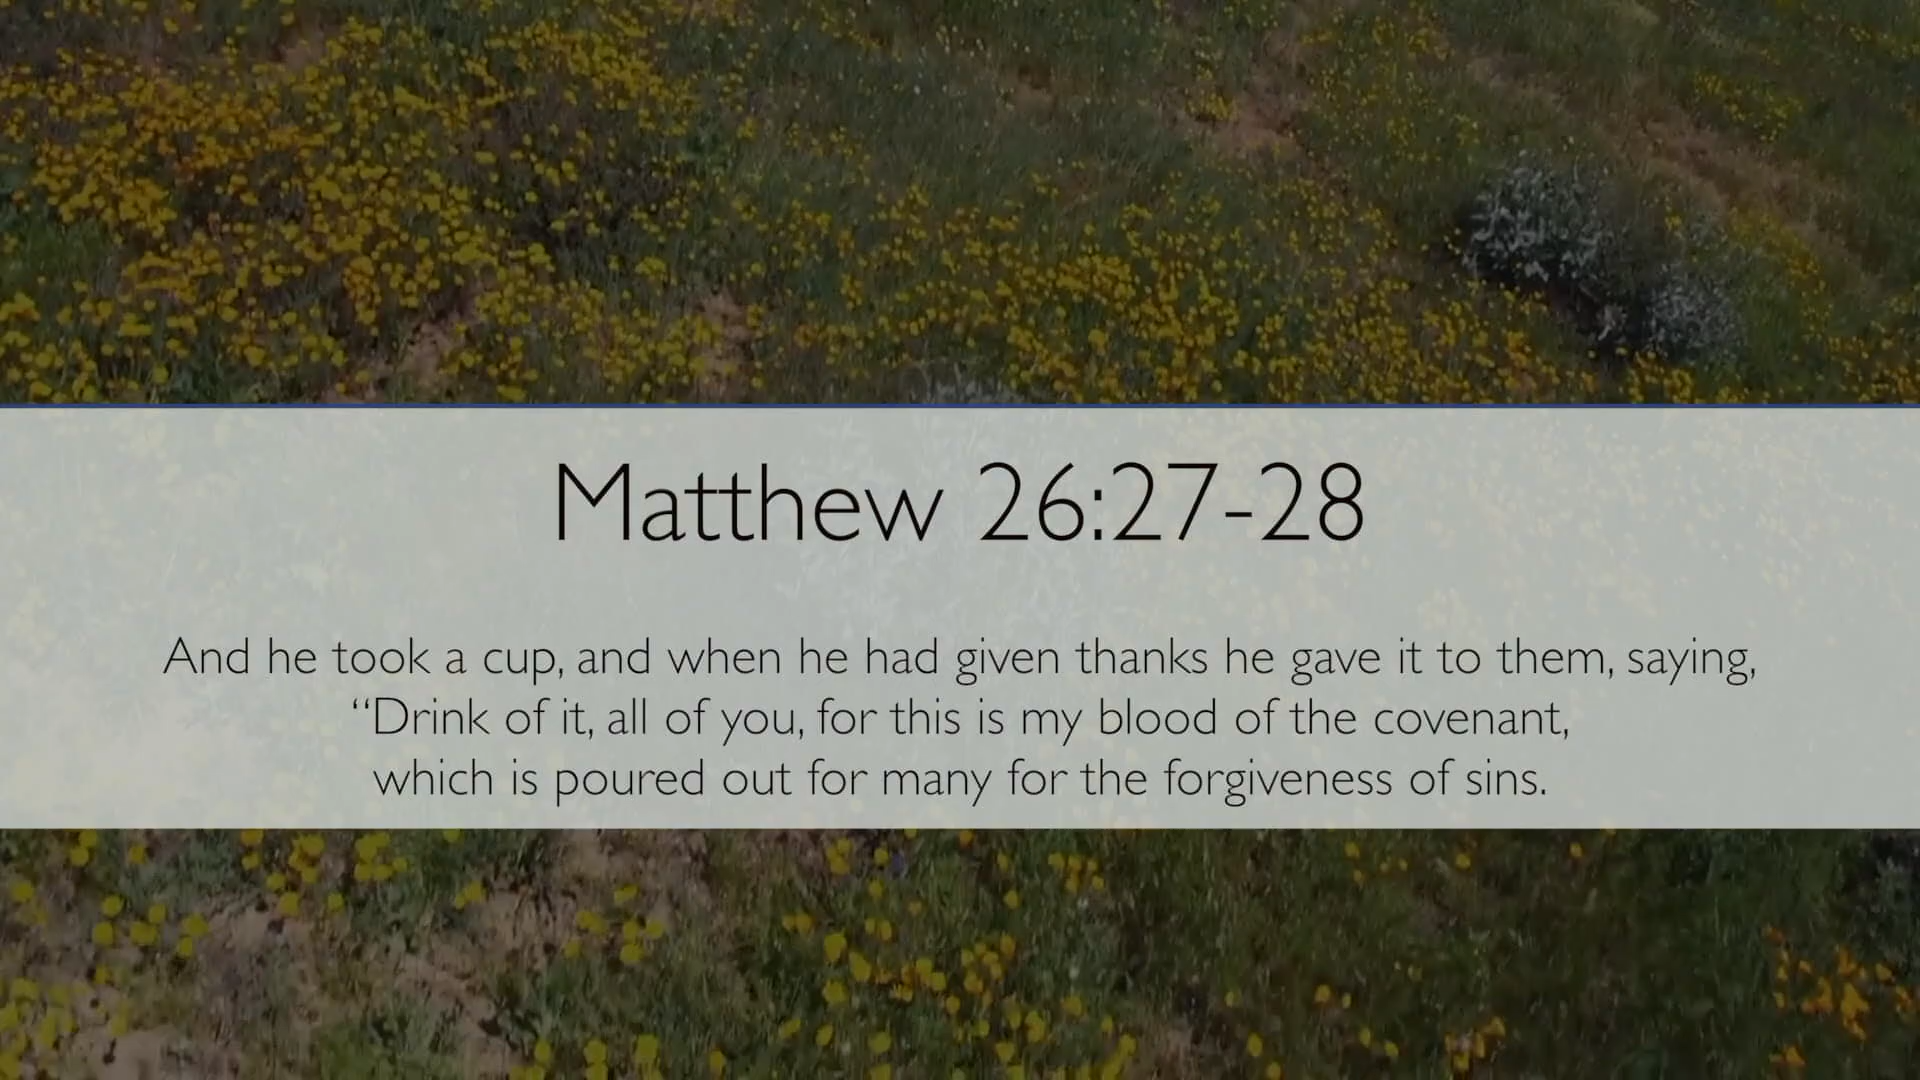 Matthew 26:27-28
And he took a cup, and when he had given thanks he gave it to them, saying,
“Drink of it, all of you, for this is my blood of the covenant,
which is poured out for many for the forgiveness of sins.